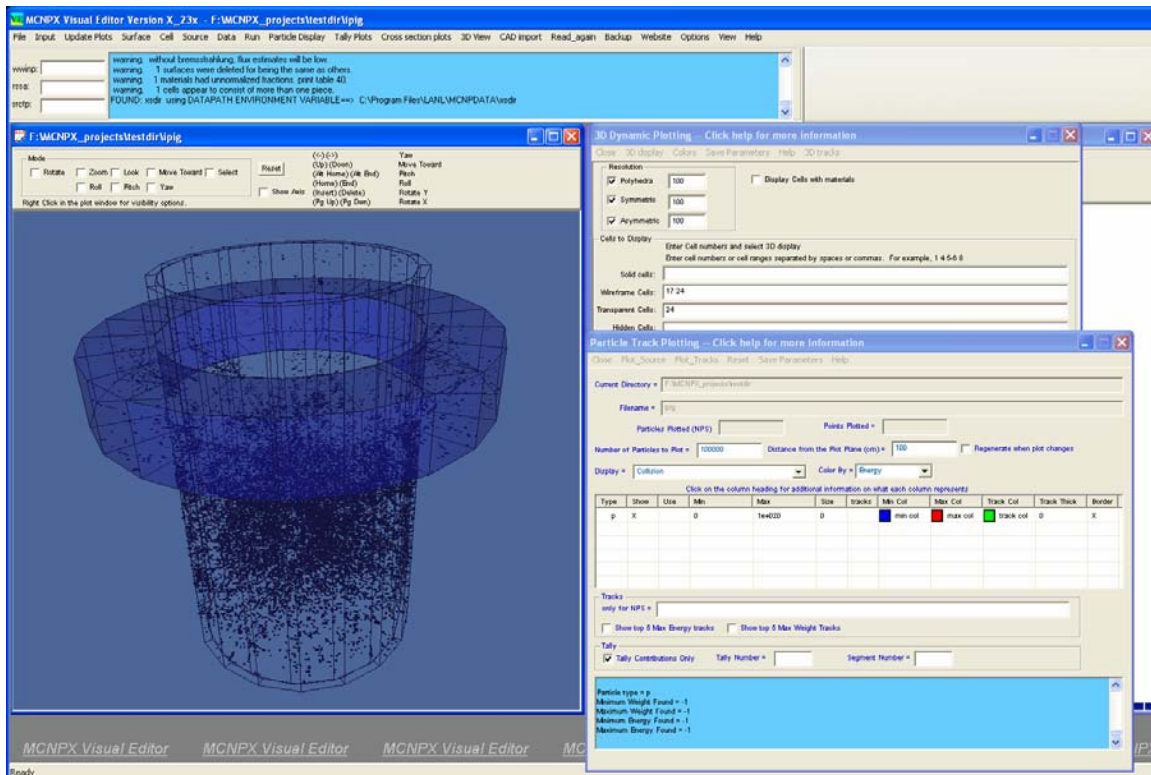 MCNPX Visual Editor Version X_23x - F:\MCNPX_projects\testdir\ipig
File Input Update Plots Surface Cell Source Data Run Particle Display Tally Plots Cross section plots 3D View CAD import Read_again Backup Website Options View Help
wwinp:
rssa:
srctp:
warning. without bremsstrahlung, flux estimates will be low.
warning. 1 surfaces were deleted for being the same as others.
warning. 1 materials had unnormalized fractions. print table 40.
warning. 1 cells appear to consist of more than one piece.
FOUND: xsdir using DATAPATH ENVIRONMENT VARIABLE==> C:\Program Files\LANL\MCNPDATA\xsdir
F:\MCNPX_projects\testdir\ipig
Mode
Rotate Zoom Look Move Toward Select
Roll Pitch Yaw
Right Click in the plot window for visibility options.
Reset
Show Axis
(<-) (->) Yaw
(Up) (Down) Move Toward
(Alt Home) (Alt End) Pitch
(Home) (End) Roll
(Insert) (Delete) Rotate Y
(Pg Up) (Pg Dwn) Rotate X
3D Dynamic Plotting -- Click help for more information
Close 3D display Colors Save Parameters Help 3D tracks
Resolution
Polyhedra 100
Symmetric 100
Asymmetric 100
Display Cells with materials
Cells to Display
Enter Cell numbers and select 3D display
Enter cell numbers or cell ranges separated by spaces or commas. For example, 1 4 5-6 8
Solid cells:
Wireframe Cells: 17 24
Transparent Cells: 24
Hidden Cells:
Particle Track Plotting -- Click help for more information
Close Plot_Source Plot_Tracks Reset Save Parameters Help
Current Directory = F:\MCNPX_projects\testdir
Filename = ipig
Particles Plotted (NPS) Points Plotted =
Number of Particles to Plot = 100000 Distance from the Plot Plane (cm) = 100 Regenerate when plot changes
Display = Collision Color By = Energy
Click on the column heading for additional information on what each column represents
Type Show Use Min Max Size tracks Min Col Max Col Track Col Track Thick Border
p X 0 1e+020 0 min col max col track col 0 X
Tracks
only for NPS =
Show top 5 Max Energy tracks Show top 5 Max Weight Tracks
Tally
Tally Contributions Only Tally Number = Segment Number =
Particle type = p
Minimum Weight Found = -1
Maximum Weight Found = -1
Minimum Energy Found = -1
Maximum Energy Found = -1
MCNPX Visual Editor MCNPX Visual Editor MCNPX Visual Editor
Ready